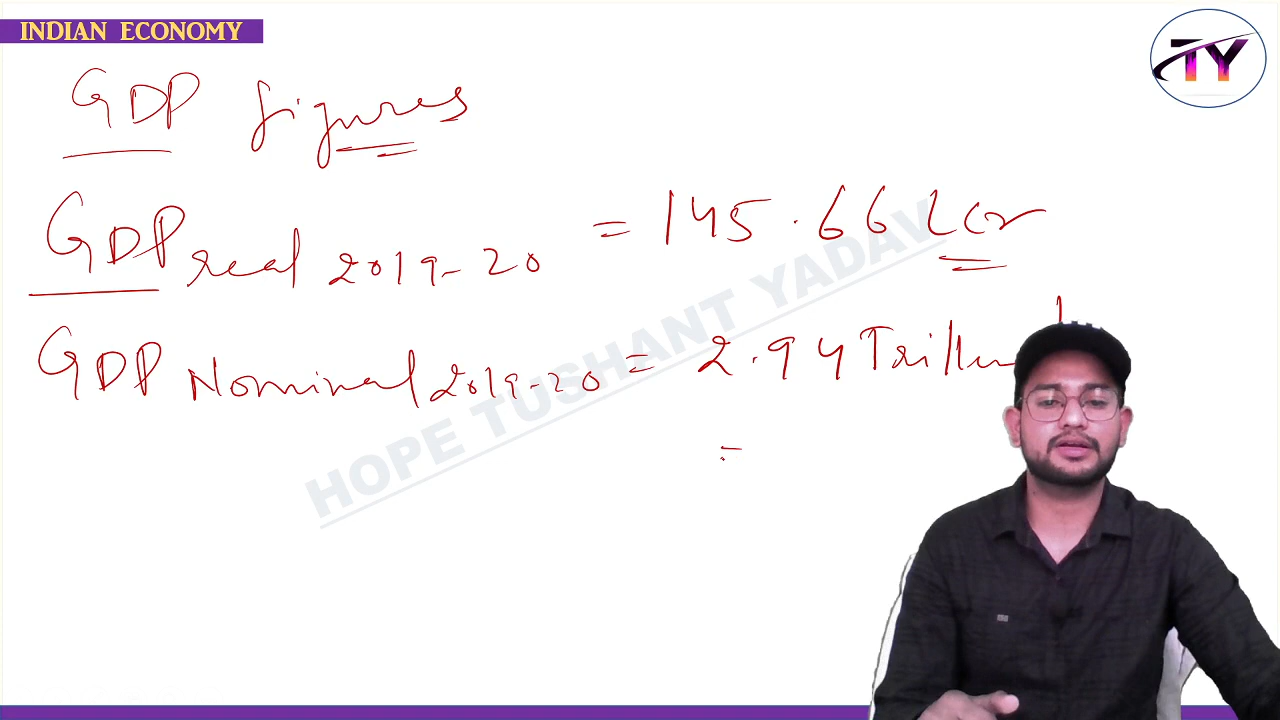 INDIAN ECONOMY
TY
GDP figures
GDP real 2019-20 = 145.66 L cr
GDP Nominal 2019-20 = 2.94 Trillion
=
HOPE TUSHANT YADAV